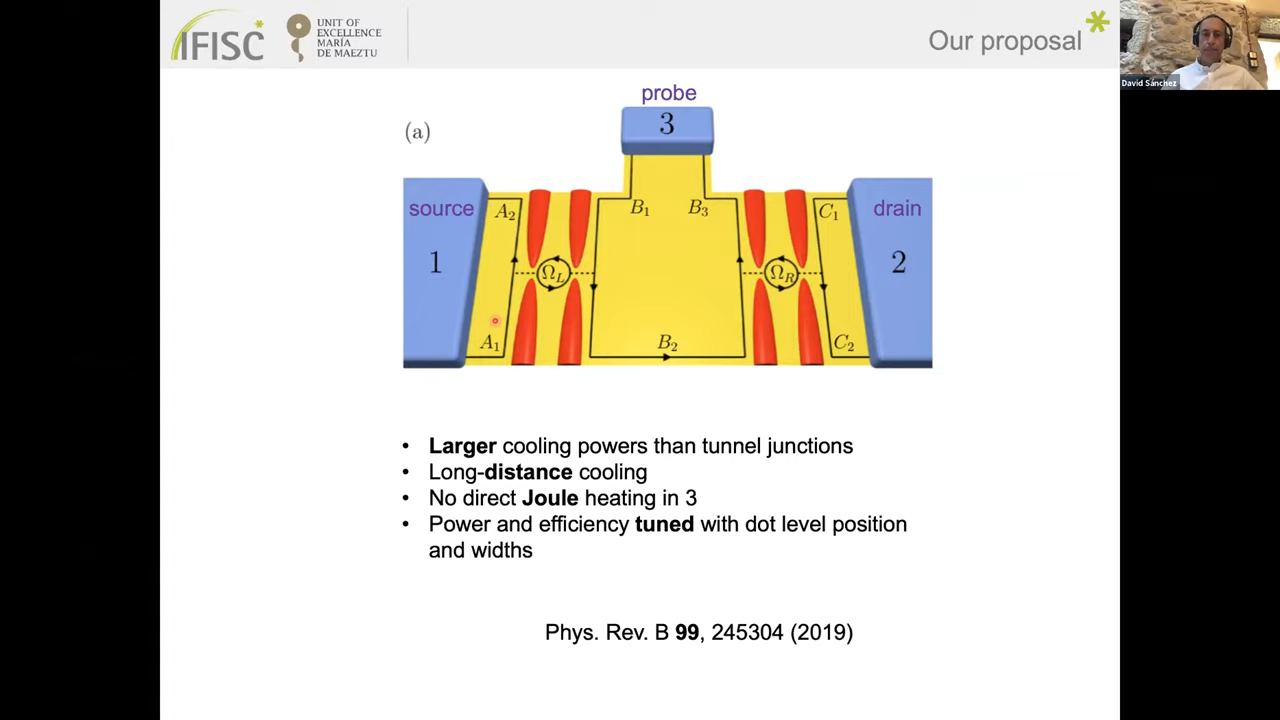 IFISC
UNIT OF
EXCELLENCE
MARÍA
DE MAEZTU
Our proposal
David Sánchez
probe
(a)
3
source
A2
B1
B3
C1
drain
1
ΩL
ΩR
2
A1
B2
C2
• Larger cooling powers than tunnel junctions
• Long-distance cooling
• No direct Joule heating in 3
• Power and efficiency tuned with dot level position
and widths
Phys. Rev. B 99, 245304 (2019)